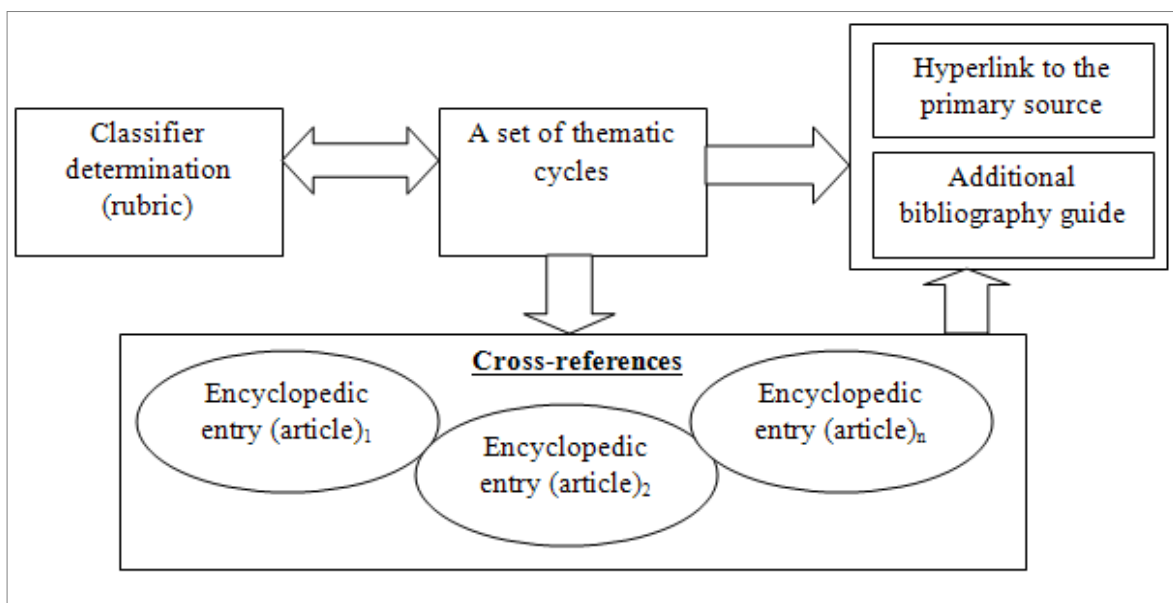 Classifier
determination
(rubric)
A set of thematic
cycles
Hyperlink to the
primary source
Additional
bibliography guide
Cross-references
Encyclopedic
entry (article)₁
Encyclopedic
entry (article)₂
Encyclopedic
entry (article)ₙ